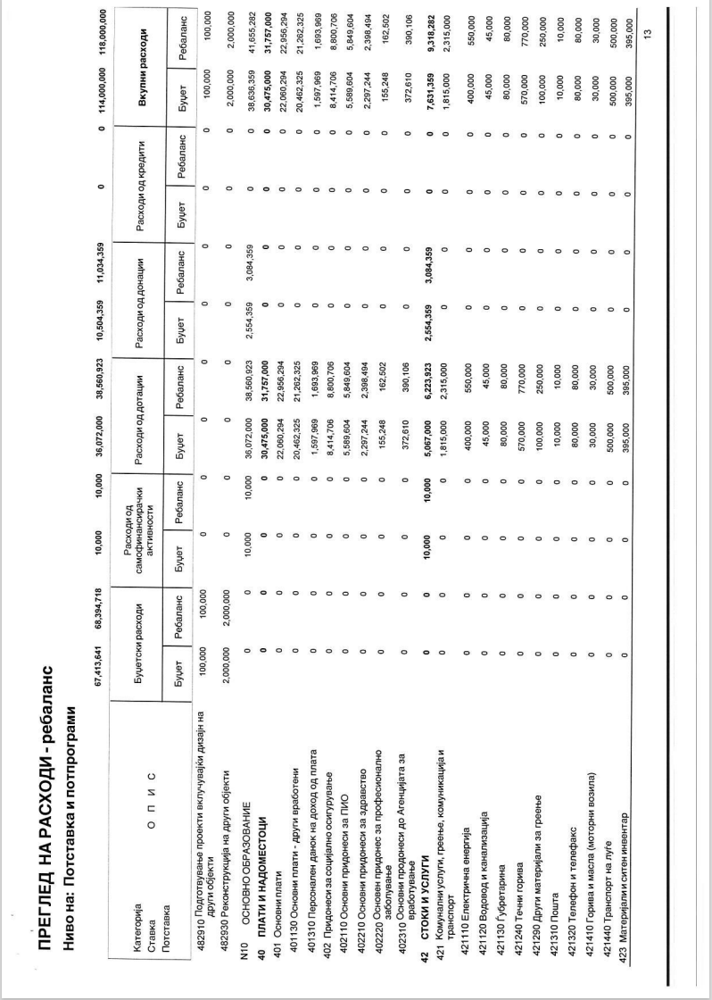 ПРЕГЛЕД НА РАСХОДИ - ребаланс
Ниво на: Потставка и потпрограми
67,413,641 68,394,718 10,000 10,000 36,072,000 38,560,923 10,504,359 11,034,359 0 0 114,000,000 118,000,000
Категорија
Ставка О П И С
Потставка
Буџетски расходи Расходи од самофинансирачки активности Расходи од дотации Расходи од донации Расходи од кредити Вкупни расходи
Буџет Ребаланс Буџет Ребаланс Буџет Ребаланс Буџет Ребаланс Буџет Ребаланс Буџет Ребаланс
482910 Подготвување проекти вклучувајќи дизајн на 100,000 100,000 0 0 0 0 0 0 0 0 100,000 100,000
други објекти
482930 Реконструкција на други објекти 2,000,000 2,000,000 0 0 0 0 0 0 0 0 2,000,000 2,000,000
N10 ОСНОВНО ОБРАЗОВАНИЕ 0 0 10,000 10,000 36,072,000 38,560,923 2,554,359 3,084,359 0 0 38,636,359 41,655,282
40 ПЛАТИ И НАДОМЕСТОЦИ 0 0 0 0 30,475,000 31,757,000 0 0 0 0 30,475,000 31,757,000
401 Основни плати 0 0 0 0 22,060,294 22,956,294 0 0 0 0 22,060,294 22,956,294
401130 Основни плати - други вработени 0 0 0 0 20,462,325 21,262,325 0 0 0 0 20,462,325 21,262,325
401310 Персонален данок на доход од плата 0 0 0 0 1,597,969 1,693,969 0 0 0 0 1,597,969 1,693,969
402 Придонеси за социјално осигурување 0 0 0 0 8,414,706 8,800,706 0 0 0 0 8,414,706 8,800,706
402110 Основни придонеси за ПИО 0 0 0 0 5,589,604 5,849,604 0 0 0 0 5,589,604 5,849,604
402210 Основни придонеси за здравство 0 0 0 0 2,297,244 2,398,494 0 0 0 0 2,297,244 2,398,494
402220 Основен придонес за професионално 0 0 0 0 155,248 162,502 0 0 0 0 155,248 162,502
заболување
402310 Основни продонеси до Агенцијата за 0 0 0 0 372,610 390,106 0 0 0 0 372,610 390,106
вработување
42 СТОКИ И УСЛУГИ 0 0 10,000 10,000 5,067,000 6,223,923 2,554,359 3,084,359 0 0 7,631,359 9,318,282
421 Комунални услуги, греење, комуникација и 0 0 0 0 1,815,000 2,315,000 0 0 0 0 1,815,000 2,315,000
транспорт
421110 Електрична енергија 0 0 0 0 400,000 550,000 0 0 0 0 400,000 550,000
421120 Водовод и канализација 0 0 0 0 45,000 45,000 0 0 0 0 45,000 45,000
421130 Ѓубретарина 0 0 0 0 80,000 80,000 0 0 0 0 80,000 80,000
421240 Течни горива 0 0 0 0 570,000 770,000 0 0 0 0 570,000 770,000
421290 Други материјали за греење 0 0 0 0 100,000 250,000 0 0 0 0 100,000 250,000
421310 Пошта 0 0 0 0 10,000 10,000 0 0 0 0 10,000 10,000
421320 Телефон и телефакс 0 0 0 0 80,000 80,000 0 0 0 0 80,000 80,000
421410 Горива и масла (моторни возила) 0 0 0 0 30,000 30,000 0 0 0 0 30,000 30,000
421440 Транспорт на луѓе 0 0 0 0 500,000 500,000 0 0 0 0 500,000 500,000
423 Материјали и ситен инвентар 0 0 0 0 395,000 395,000 0 0 0 0 395,000 395,000
13